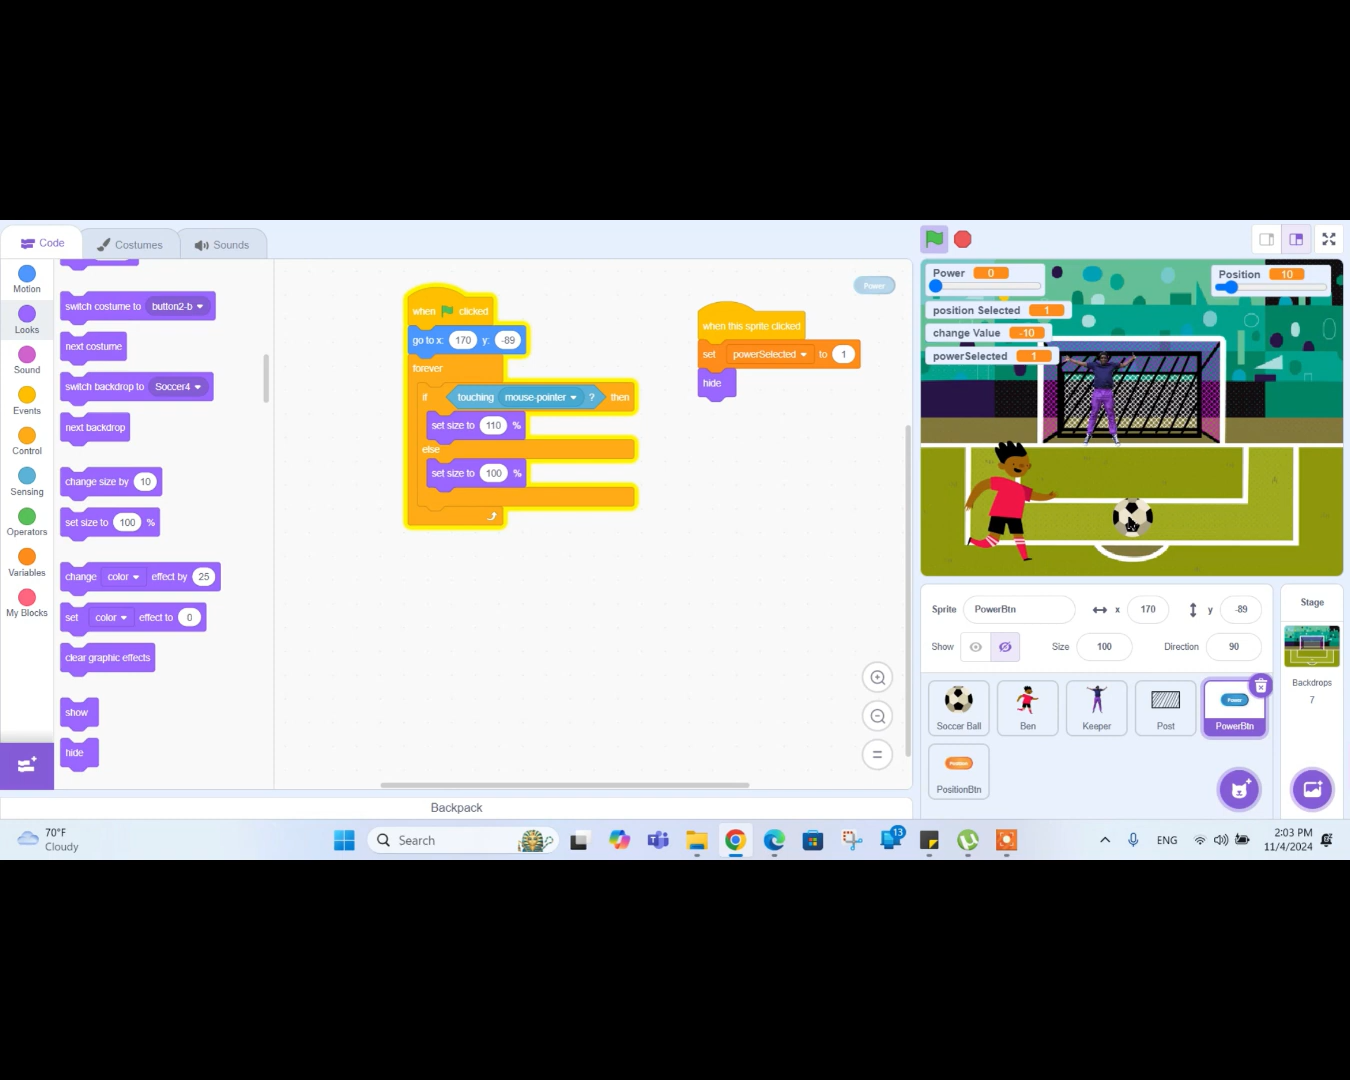 Code
Costumes
Sounds
Motion
Looks
Sound
Events
Control
Sensing
Operators
Variables
My Blocks
switch costume to button2-b
next costume
switch backdrop to Soccer4
next backdrop
change size by 10
set size to 100 %
change color effect by 25
set color effect to 0
clear graphic effects
show
hide
when clicked
go to x: 170 y: -89
forever
if touching mouse-pointer ? then
set size to 110 %
else
set size to 100 %
Power
when this sprite clicked
set powerSelected to 1
hide
Power 0
Position 10
position Selected 1
change Value -10
powerSelected 1
Sprite PowerBtn x 170 y -89
Show Size 100 Direction 90
Stage
Backdrops
7
Soccer Ball
Ben
Keeper
Post
Power
PowerBtn
PositionBtn
Backpack
70°F
Cloudy
Search
13
ENG
2:03 PM
11/4/2024